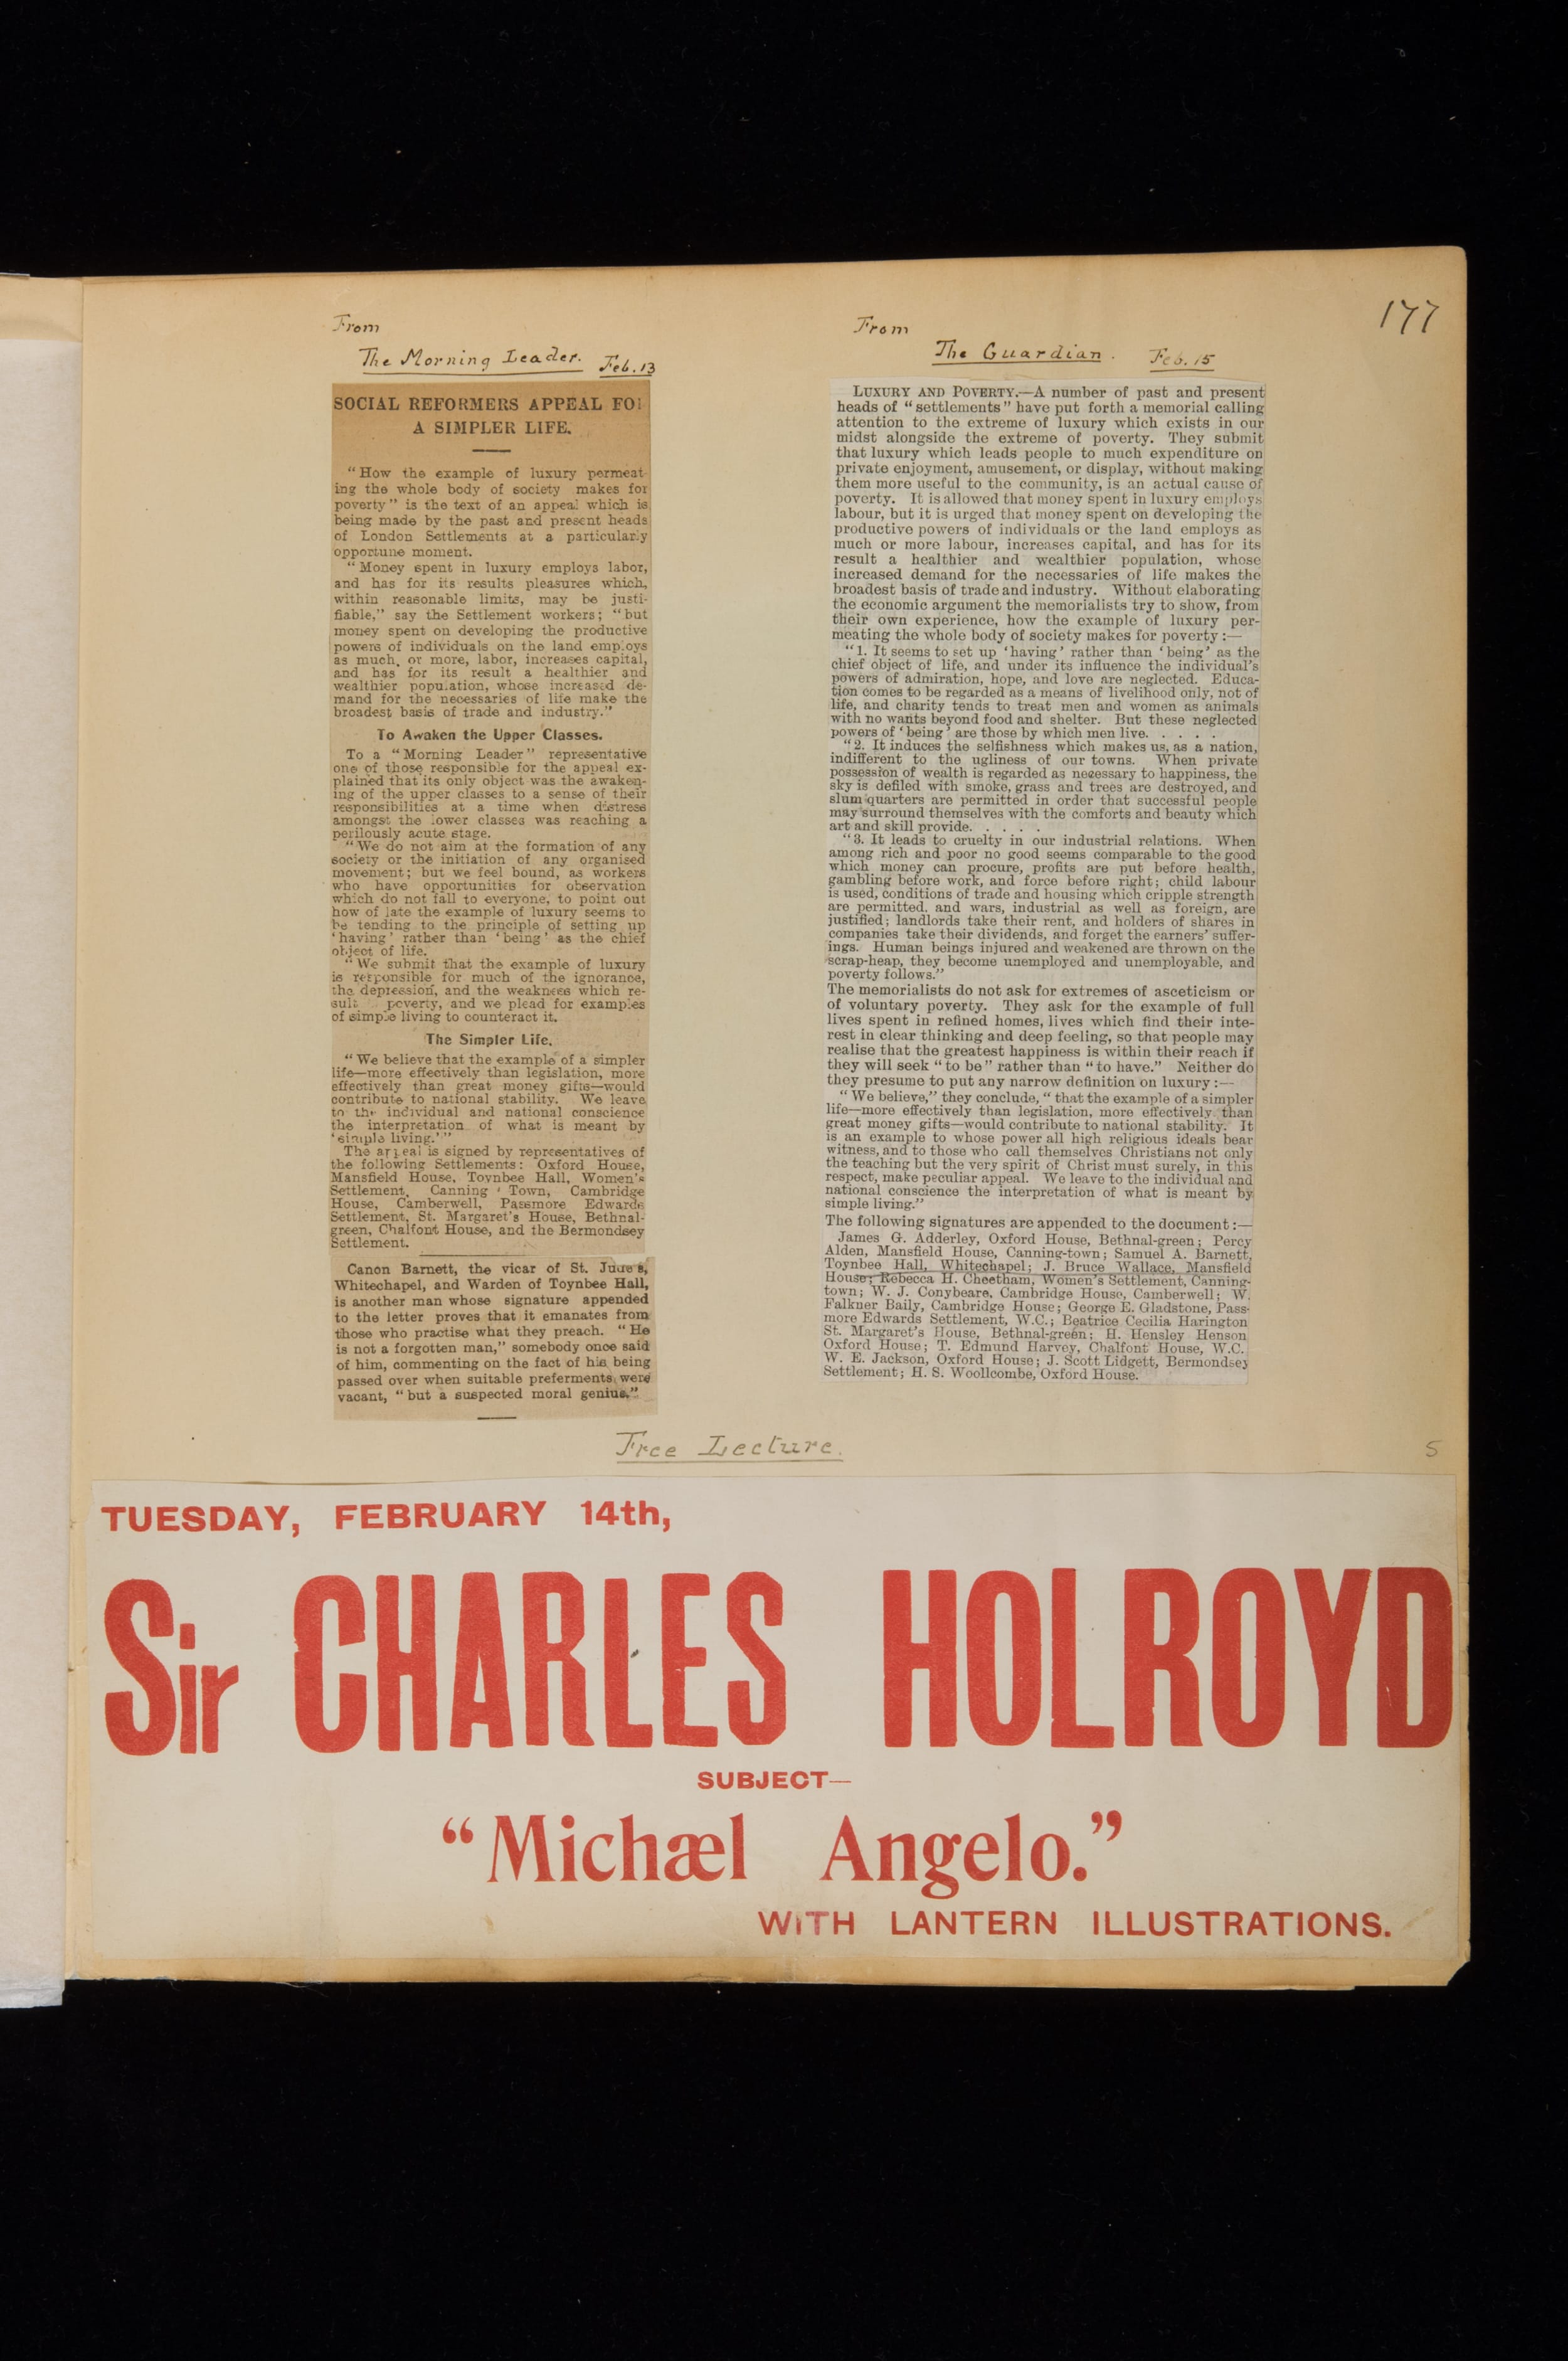 177
From
The Morning Leader. Feb. 13
SOCIAL REFORMERS APPEAL FO
A SIMPLER LIFE.
"How the example of luxury permeat-
ing the whole body of society makes for
poverty" is the text of an appeal which is
being made by the past and present heads
of London Settlements at a particularly
opportune moment.
"Money spent in luxury employs labor,
and has for its results pleasures which,
within reasonable limits, may be justi-
fiable," say the Settlement workers; "but
money spent on developing the productive
powers of individuals on the land employs
as much, or more, labor, increases capital,
and has for its result a healthier and
wealthier population, whose increased de-
mand for the necessaries of life make the
broadest basis of trade and industry."
To Awaken the Upper Classes.
To a "Morning Leader" representative
one of those responsible for the appeal ex-
plained that its only object was the awaken-
ing of the upper classes to a sense of their
responsibilities at a time when distress
amongst the lower classes was reaching a
perilously acute stage.
"We do not aim at the formation of any
society or the initiation of any organised
movement; but we feel bound, as workers
who have opportunities for observation
which do not fall to everyone, to point out
how of late the example of luxury seems to
be tending to the principle of setting up
'having' rather than 'being' as the chief
object of life.
"We submit that the example of luxury
is responsible for much of the ignorance,
the depression, and the weakness which re-
sult poverty, and we plead for examples
of simple living to counteract it.
The Simpler Life.
"We believe that the example of a simpler
life—more effectively than legislation, more
effectively than great money gifts—would
contribute to national stability. We leave
to the individual and national conscience
the interpretation of what is meant by
'simple living.'"
The appeal is signed by representatives of
the following Settlements: Oxford House,
Mansfield House, Toynbee Hall, Women's
Settlement, Canning Town, Cambridge
House, Camberwell, Passmore Edwards
Settlement, St. Margaret's House, Bethnal-
green, Chalfont House, and the Bermondsey
Settlement.
Canon Barnett, the vicar of St. Jude's,
Whitechapel, and Warden of Toynbee Hall,
is another man whose signature appended
to the letter proves that it emanates from
those who practise what they preach. "He
is not a forgotten man," somebody once said
of him, commenting on the fact of his being
passed over when suitable preferments were
vacant, "but a suspected moral genius."
From
The Guardian. Feb. 15
LUXURY AND POVERTY.—A number of past and present
heads of "settlements" have put forth a memorial calling
attention to the extreme of luxury which exists in our
midst alongside the extreme of poverty. They submit
that luxury which leads people to much expenditure on
private enjoyment, amusement, or display, without making
them more useful to the community, is an actual cause of
poverty. It is allowed that money spent in luxury employs
labour, but it is urged that money spent on developing the
productive powers of individuals or the land employs as
much or more labour, increases capital, and has for its
result a healthier and wealthier population, whose
increased demand for the necessaries of life makes the
broadest basis of trade and industry. Without elaborating
the economic argument the memorialists try to show, from
their own experience, how the example of luxury per-
meating the whole body of society makes for poverty:—
"1. It seems to set up 'having' rather than 'being' as the
chief object of life, and under its influence the individual's
powers of admiration, hope, and love are neglected. Educa-
tion comes to be regarded as a means of livelihood only, not of
life, and charity tends to treat men and women as animals
with no wants beyond food and shelter. But these neglected
powers of 'being' are those by which men live. . . . .
"2. It induces the selfishness which makes us, as a nation,
indifferent to the ugliness of our towns. When private
possession of wealth is regarded as necessary to happiness, the
sky is defiled with smoke, grass and trees are destroyed, and
slum quarters are permitted in order that successful people
may surround themselves with the comforts and beauty which
art and skill provide. . . . .
"3. It leads to cruelty in our industrial relations. When
among rich and poor no good seems comparable to the good
which money can procure, profits are put before health,
gambling before work, and force before right; child labour
is used, conditions of trade and housing which cripple strength
are permitted, and wars, industrial as well as foreign, are
justified; landlords take their rent, and holders of shares in
companies take their dividends, and forget the earners' suffer-
ings. Human beings injured and weakened are thrown on the
scrap-heap, they become unemployed and unemployable, and
poverty follows."
The memorialists do not ask for extremes of asceticism or
of voluntary poverty. They ask for the example of full
lives spent in refined homes, lives which find their inte-
rest in clear thinking and deep feeling, so that people may
realise that the greatest happiness is within their reach if
they will seek "to be" rather than "to have." Neither do
they presume to put any narrow definition on luxury:—
"We believe," they conclude, "that the example of a simpler
life—more effectively than legislation, more effectively than
great money gifts—would contribute to national stability. It
is an example to whose power all high religious ideals bear
witness, and to those who call themselves Christians not only
the teaching but the very spirit of Christ must surely, in this
respect, make peculiar appeal. We leave to the individual and
national conscience the interpretation of what is meant by
simple living."
The following signatures are appended to the document:—
James G. Adderley, Oxford House, Bethnal-green; Percy
Alden, Mansfield House, Canning-town; Samuel A. Barnett,
Toynbee Hall, Whitechapel; J. Bruce Wallace, Mansfield
House; Rebecca H. Cheetham, Women's Settlement, Canning-
town; W. J. Conybeare, Cambridge House, Camberwell; W.
Falkner Baily, Cambridge House; George E. Gladstone, Pass-
more Edwards Settlement, W.C.; Beatrice Cecilia Harington
St. Margaret's House, Bethnal-green; H. Hensley Henson
Oxford House; T. Edmund Harvey, Chalfont House, W.C.
W. E. Jackson, Oxford House; J. Scott Lidgett, Bermondsey
Settlement; H. S. Woollcombe, Oxford House.
Free Lecture.
5
TUESDAY, FEBRUARY 14th,
Sir CHARLES HOLROYD
SUBJECT—
"Michæl Angelo."
WITH LANTERN ILLUSTRATIONS.